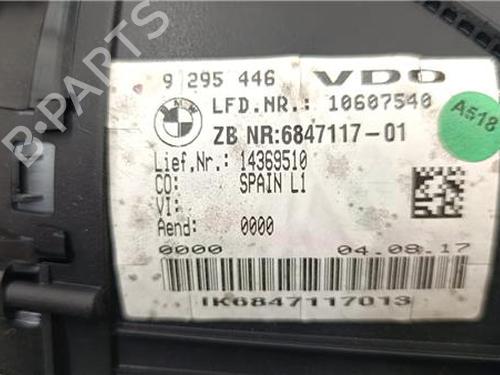 B-PARTS
9 295 446 VDO
BMW
LFD.NR.: 10607540
A518
ZB NR:6847117-01
Lief.Nr.: 14369510
CO: SPAIN L1
VI:
Aend: 0000
0000 04.08.17
IK6847117013